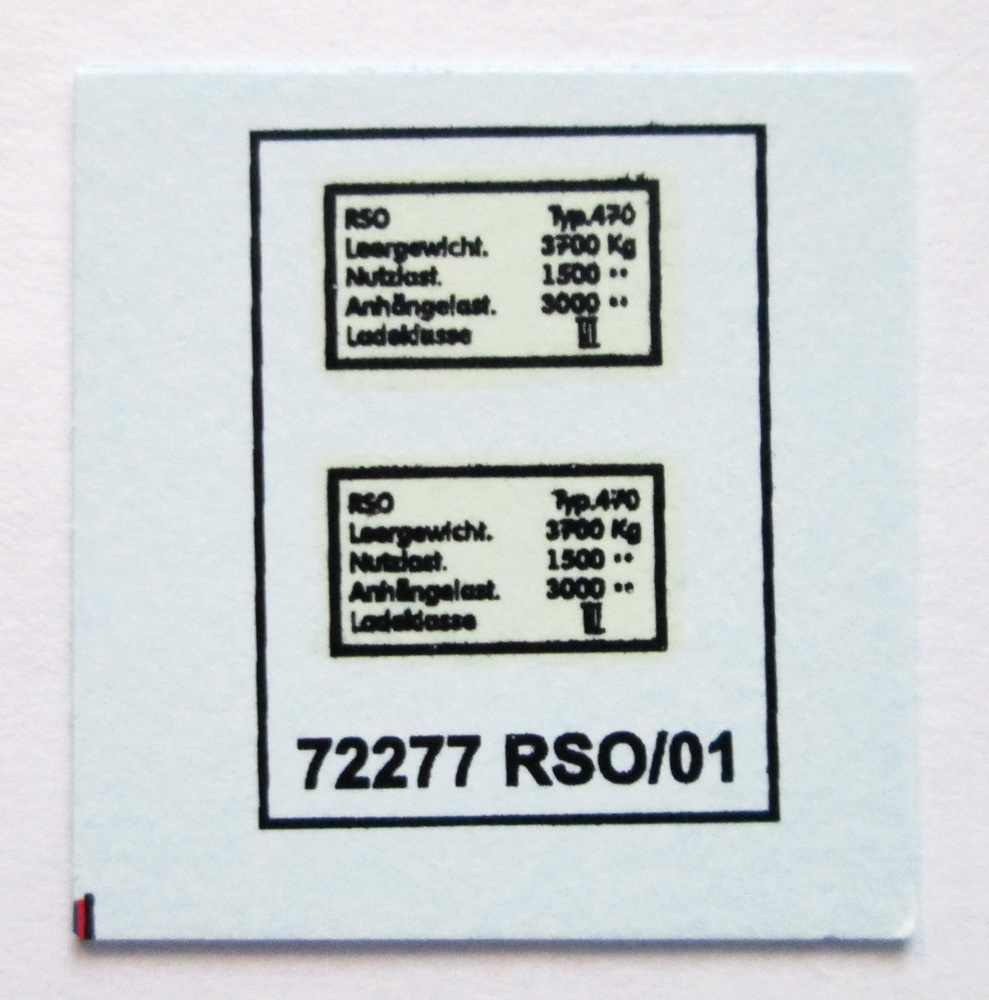 RSO Typ.470
Leergewicht. 3700 Kg
Nutzlast. 1500 ••
Anhängelast. 3000 ••
Ladeklasse III
RSO Typ.470
Leergewicht. 3700 Kg
Nutzlast. 1500 ••
Anhängelast. 3000 ••
Ladeklasse III
72277 RSO/01